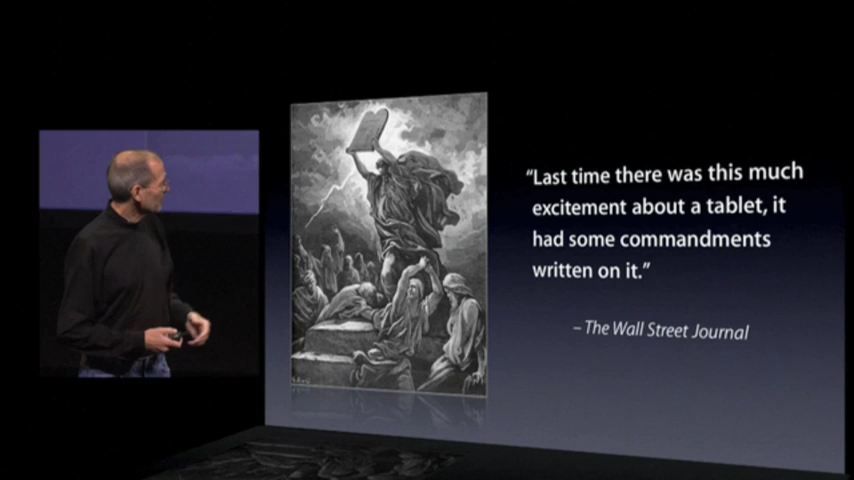 “Last time there was this much
excitement about a tablet, it
had some commandments
written on it.”
– The Wall Street Journal